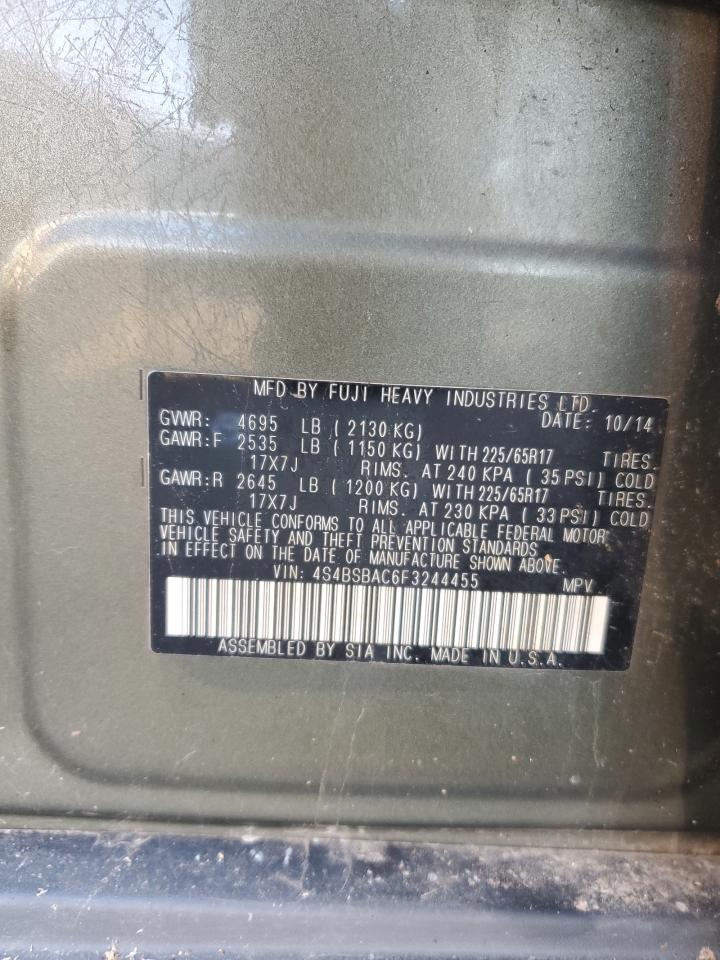 MFD BY FUJI HEAVY INDUSTRIES LTD.
DATE: 10/14
GVWR: 4695 LB ( 2130 KG)
GAWR:F 2535 LB ( 1150 KG) WITH 225/65R17 TIRES.
17X7J RIMS. AT 240 KPA ( 35 PSI) COLD
GAWR:R 2645 LB ( 1200 KG) WITH 225/65R17 TIRES.
17X7J RIMS. AT 230 KPA ( 33 PSI) COLD
THIS VEHICLE CONFORMS TO ALL APPLICABLE FEDERAL MOTOR
VEHICLE SAFETY AND THEFT PREVENTION STANDARDS
IN EFFECT ON THE DATE OF MANUFACTURE SHOWN ABOVE.
VIN: 4S4BSBAC6F3244455 MPV
ASSEMBLED BY SIA INC. MADE IN U.S.A.